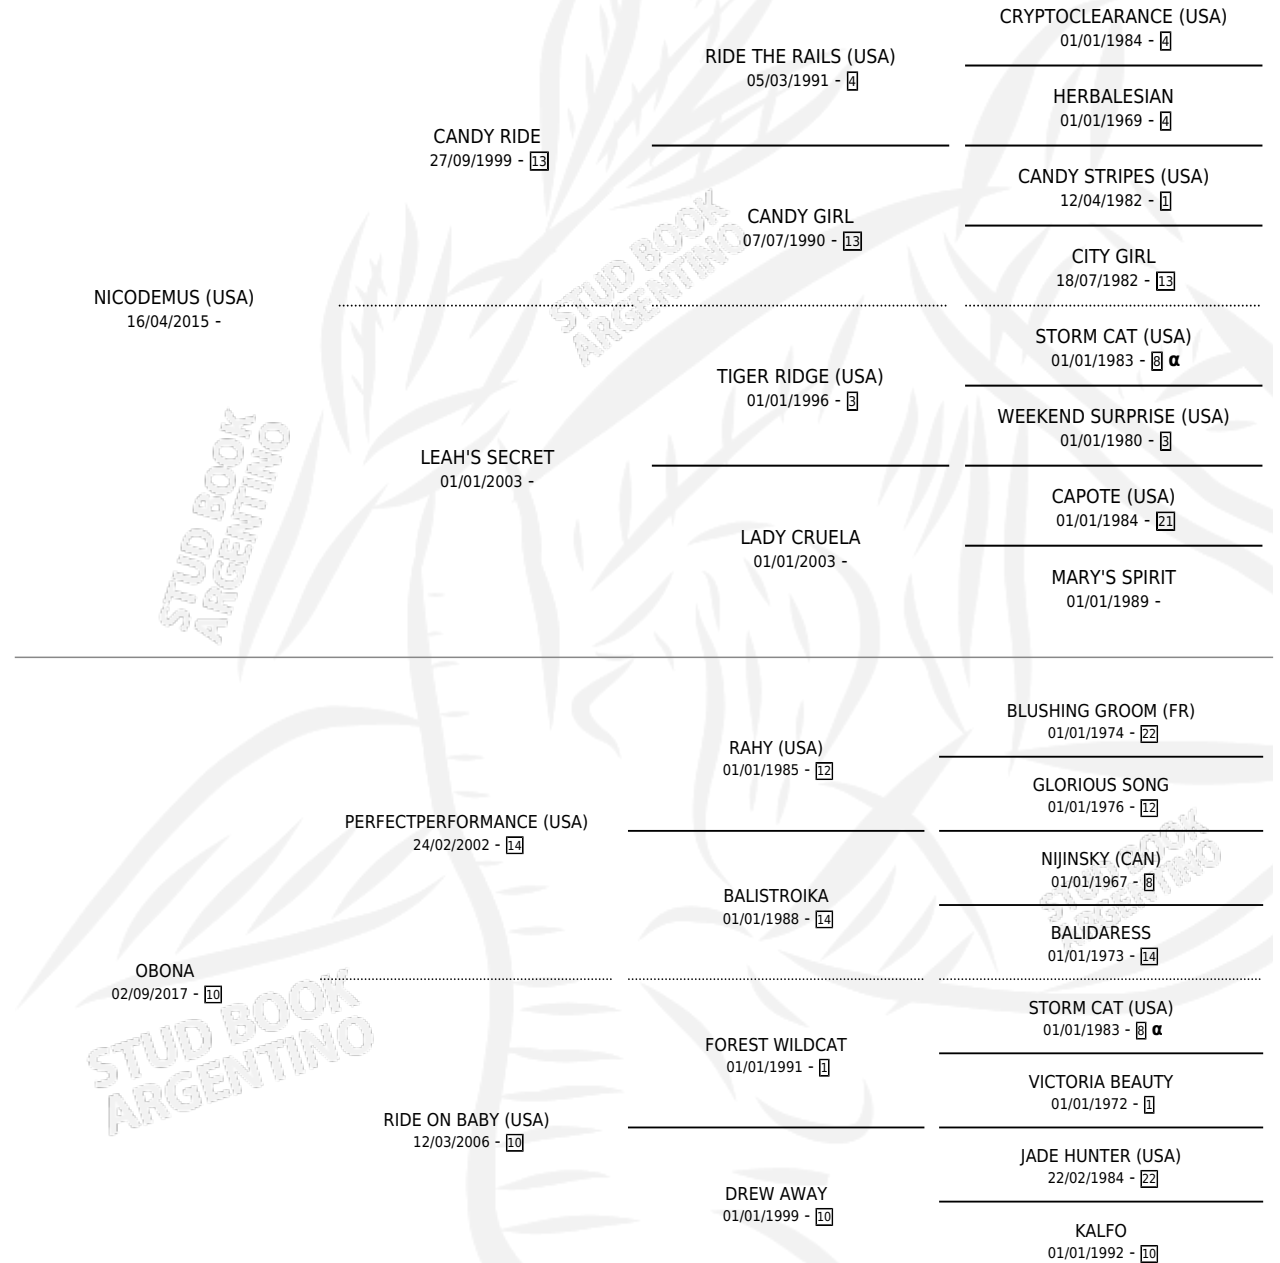 CRYPTOCLEARANCE (USA)
01/01/1984 - 4
RIDE THE RAILS (USA)
05/03/1991 - 4
HERBALESIAN
01/01/1969 - 4
CANDY RIDE
27/09/1999 - 13
CANDY STRIPES (USA)
12/04/1982 - 1
CANDY GIRL
07/07/1990 - 13
CITY GIRL
18/07/1982 - 13
NICODEMUS (USA)
16/04/2015 -
STORM CAT (USA)
01/01/1983 - 8 α
TIGER RIDGE (USA)
01/01/1996 - 3
WEEKEND SURPRISE (USA)
01/01/1980 - 3
LEAH'S SECRET
01/01/2003 -
CAPOTE (USA)
01/01/1984 - 21
LADY CRUELA
01/01/2003 -
MARY'S SPIRIT
01/01/1989 -
BLUSHING GROOM (FR)
01/01/1974 - 22
RAHY (USA)
01/01/1985 - 12
GLORIOUS SONG
01/01/1976 - 12
PERFECTPERFORMANCE (USA)
24/02/2002 - 14
NIJINSKY (CAN)
01/01/1967 - 8
BALISTROIKA
01/01/1988 - 14
BALIDARESS
01/01/1973 - 14
OBONA
02/09/2017 - 10
STORM CAT (USA)
01/01/1983 - 8 α
FOREST WILDCAT
01/01/1991 - 1
VICTORIA BEAUTY
01/01/1972 - 1
RIDE ON BABY (USA)
12/03/2006 - 10
JADE HUNTER (USA)
22/02/1984 - 22
DREW AWAY
01/01/1999 - 10
KALFO
01/01/1992 - 10
STUD BOOK
ARGENTINO
STUD BOOK
ARGENTINO
STUD BOOK
ARGENTINO
STUD BOOK
ARGENTINO